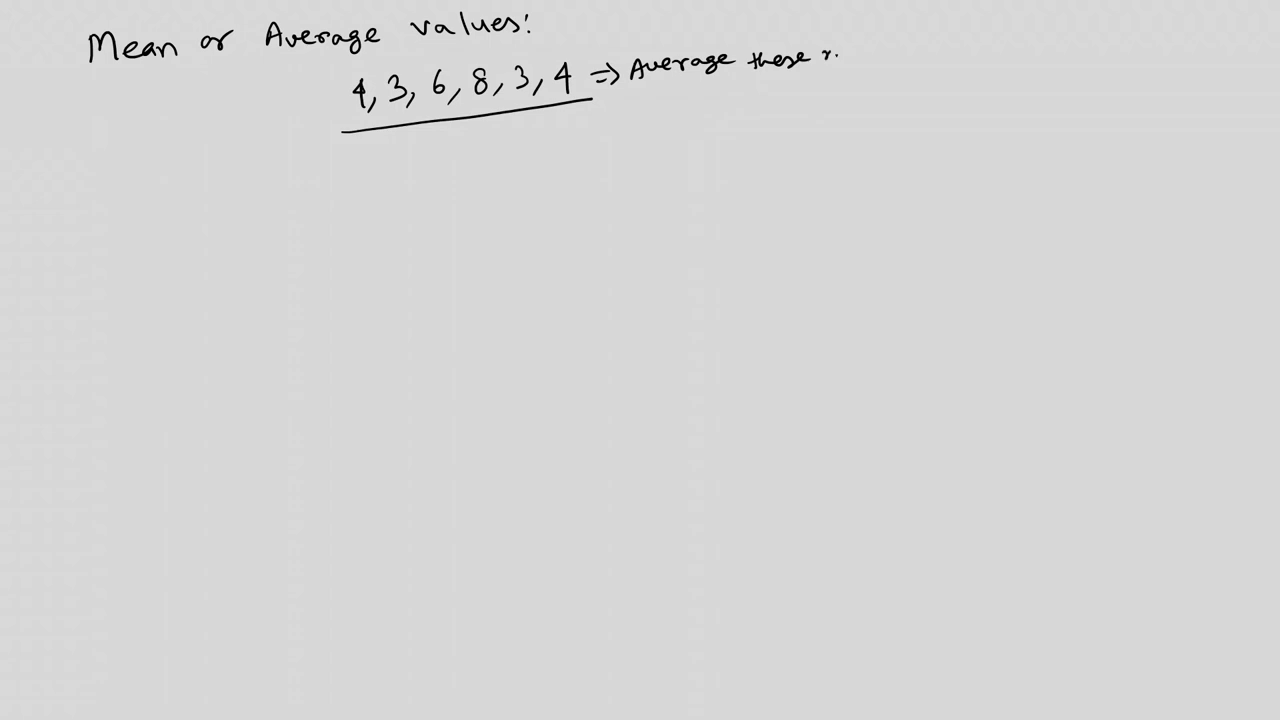 Mean or Average values:
4, 3, 6, 8, 3, 4 => Average these